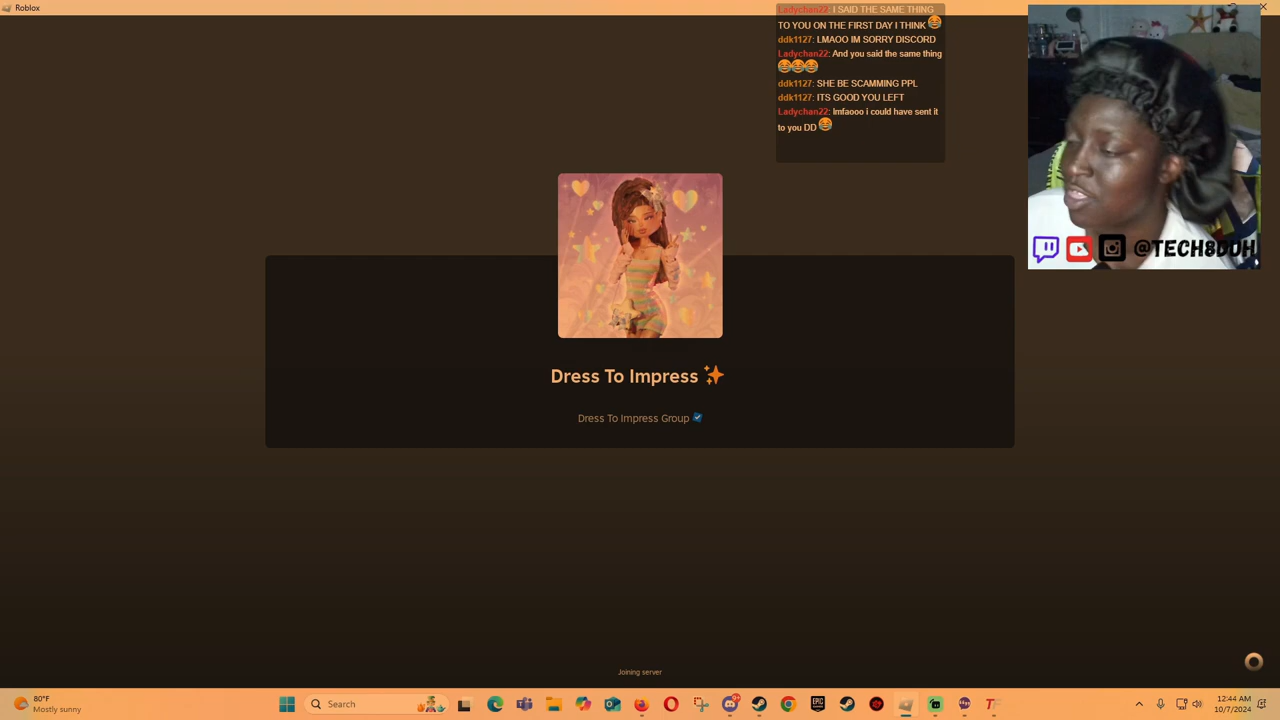 Roblox
Ladychan22: I SAID THE SAME THING
TO YOU ON THE FIRST DAY I THINK 😂
ddk1127: LMAOO IM SORRY DISCORD
Ladychan22: And you said the same thing
😂😂😂
ddk1127: SHE BE SCAMMING PPL
ddk1127: ITS GOOD YOU LEFT
Ladychan22: lmfaooo i could have sent it
to you DD 😂
@TECH8DUH
Dress To Impress ✨
Dress To Impress Group
Joining server
80°F
Mostly sunny
Search
9+
EPIC
12:44 AM
10/7/2024